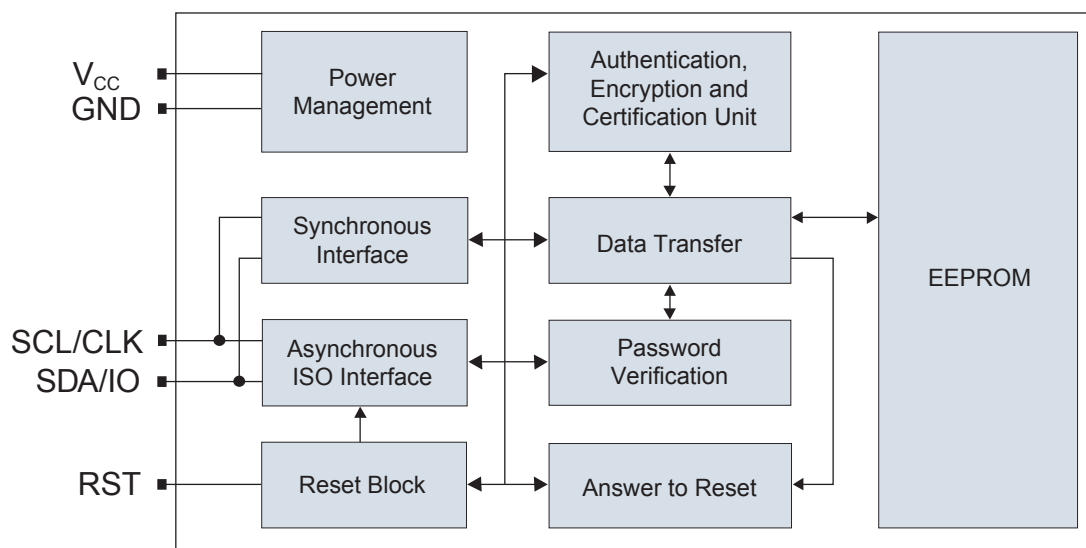 V_CC
GND
Power
Management
Authentication,
Encryption and
Certification Unit
Synchronous
Interface
Data Transfer
EEPROM
SCL/CLK
SDA/IO
Asynchronous
ISO Interface
Password
Verification
RST
Reset Block
Answer to Reset